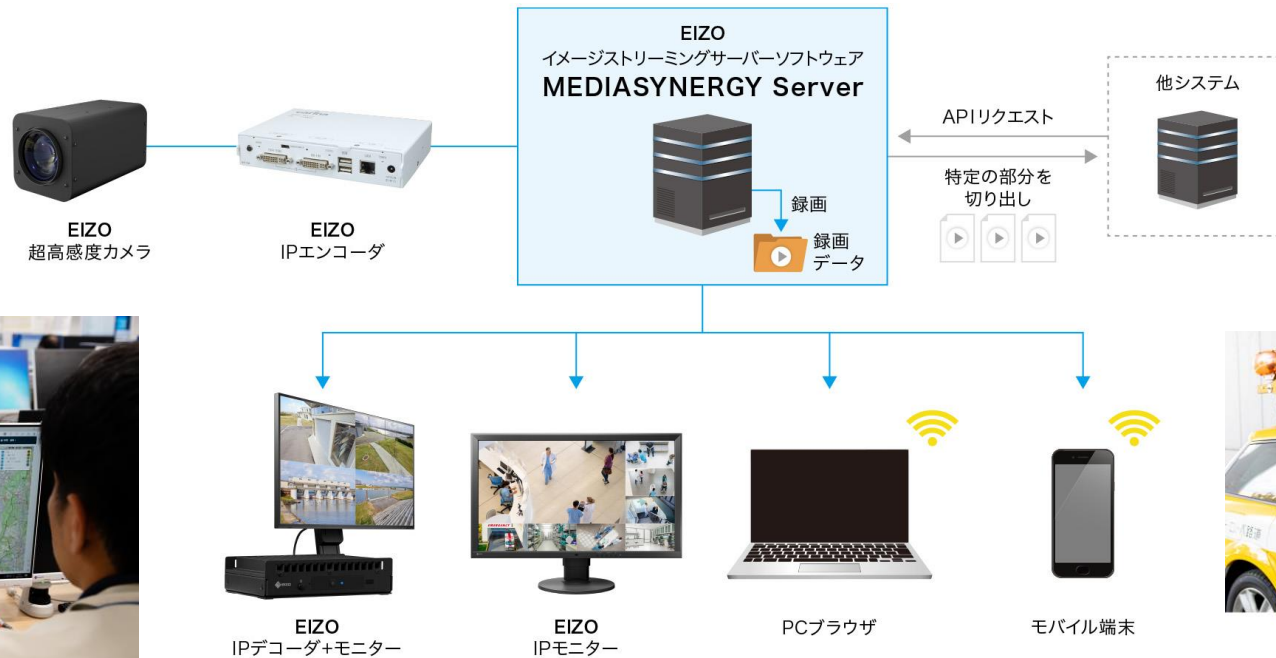 EIZO
イメージストリーミングサーバーソフトウェア
MEDIASYNERGY Server
他システム
APIリクエスト
特定の部分を
切り出し
録画
録画
データ
EIZO
超高感度カメラ
EIZO
IPエンコーダ
EIZO
IPデコーダ+モニター
EIZO
IPモニター
PCブラウザ
モバイル端末